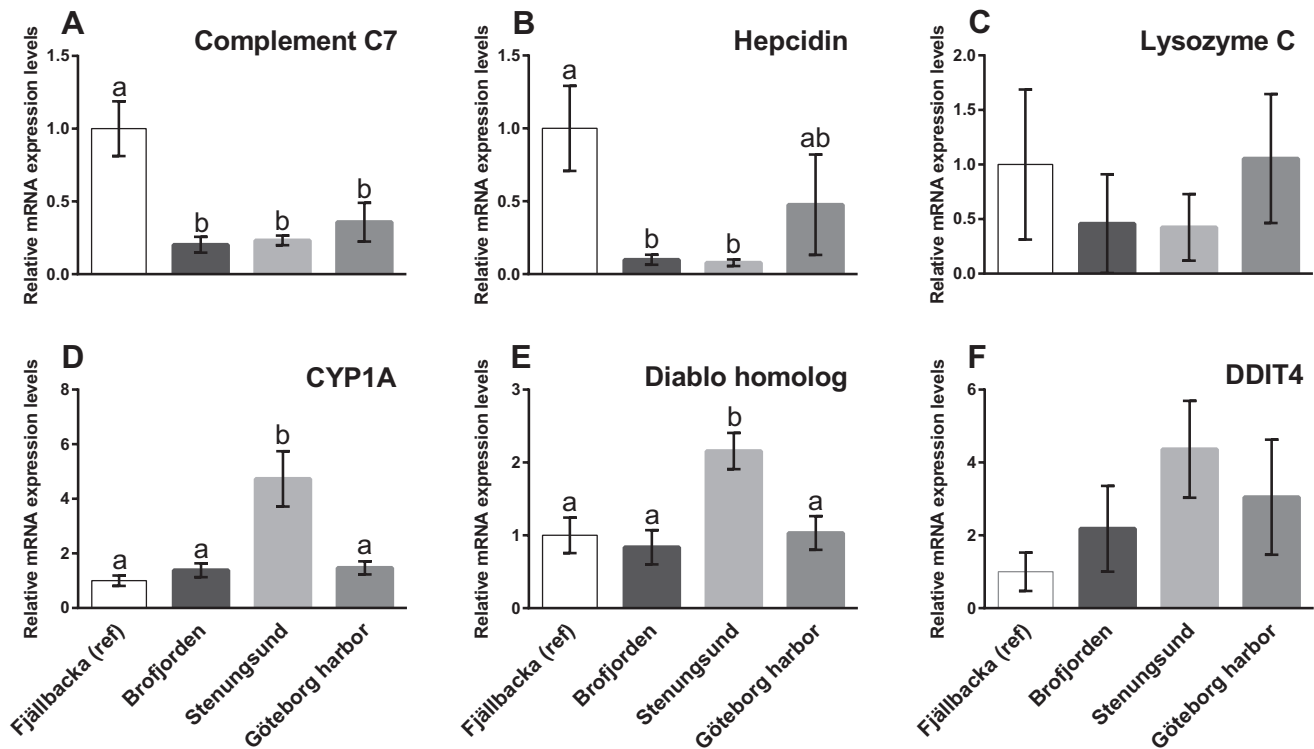 A
Complement C7
Relative mRNA expression levels
1.5
1.0
0.5
0.0
a
b
b
b
B
Hepcidin
Relative mRNA expression levels
1.5
1.0
0.5
0.0
a
b
b
ab
C
Lysozyme C
Relative mRNA expression levels
2.0
1.5
1.0
0.5
0.0
D
CYP1A
Relative mRNA expression levels
8
6
4
2
0
a
a
b
a
Fjällbacka (ref)
Brofjorden
Stenungsund
Göteborg harbor
E
Diablo homolog
Relative mRNA expression levels
3
2
1
0
a
a
b
a
Fjällbacka (ref)
Brofjorden
Stenungsund
Göteborg harbor
F
DDIT4
Relative mRNA expression levels
6
4
2
0
Fjällbacka (ref)
Brofjorden
Stenungsund
Göteborg harbor